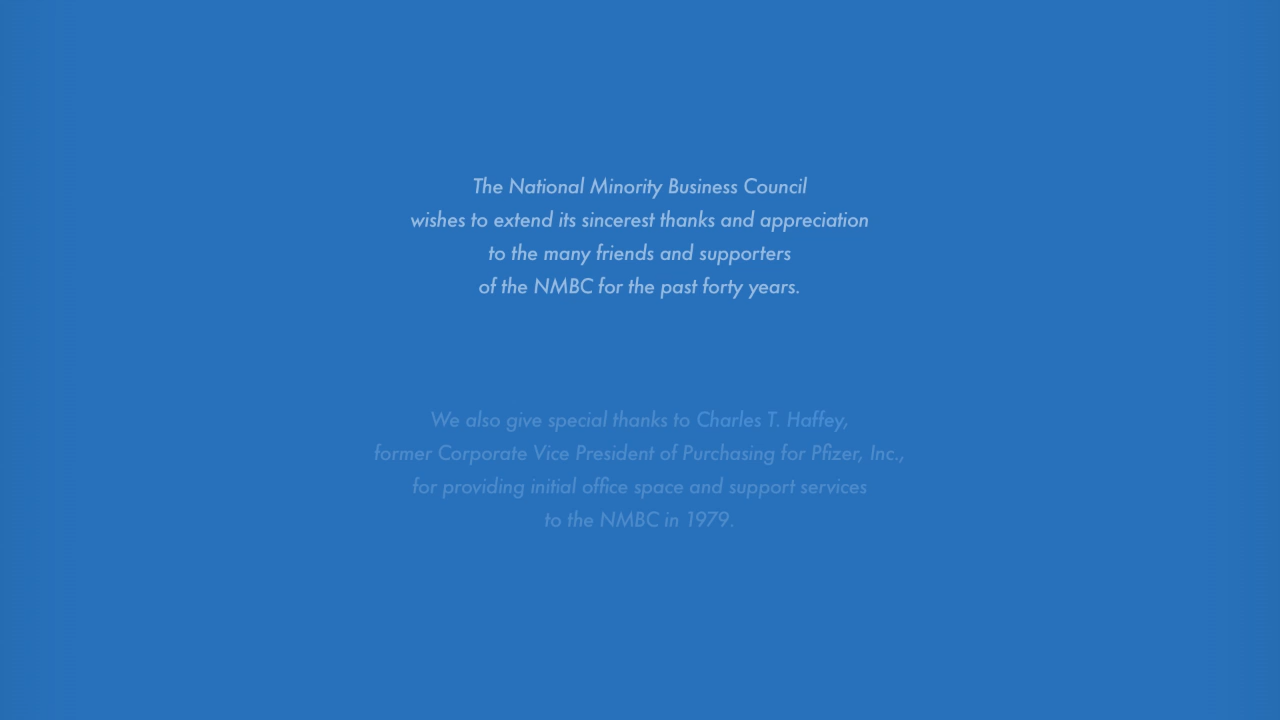 The National Minority Business Council
wishes to extend its sincerest thanks and appreciation
to the many friends and supporters
of the NMBC for the past forty years.
We also give special thanks to Charles T. Haffey,
former Corporate Vice President of Purchasing for Pfizer, Inc.,
for providing initial office space and support services
to the NMBC in 1979.